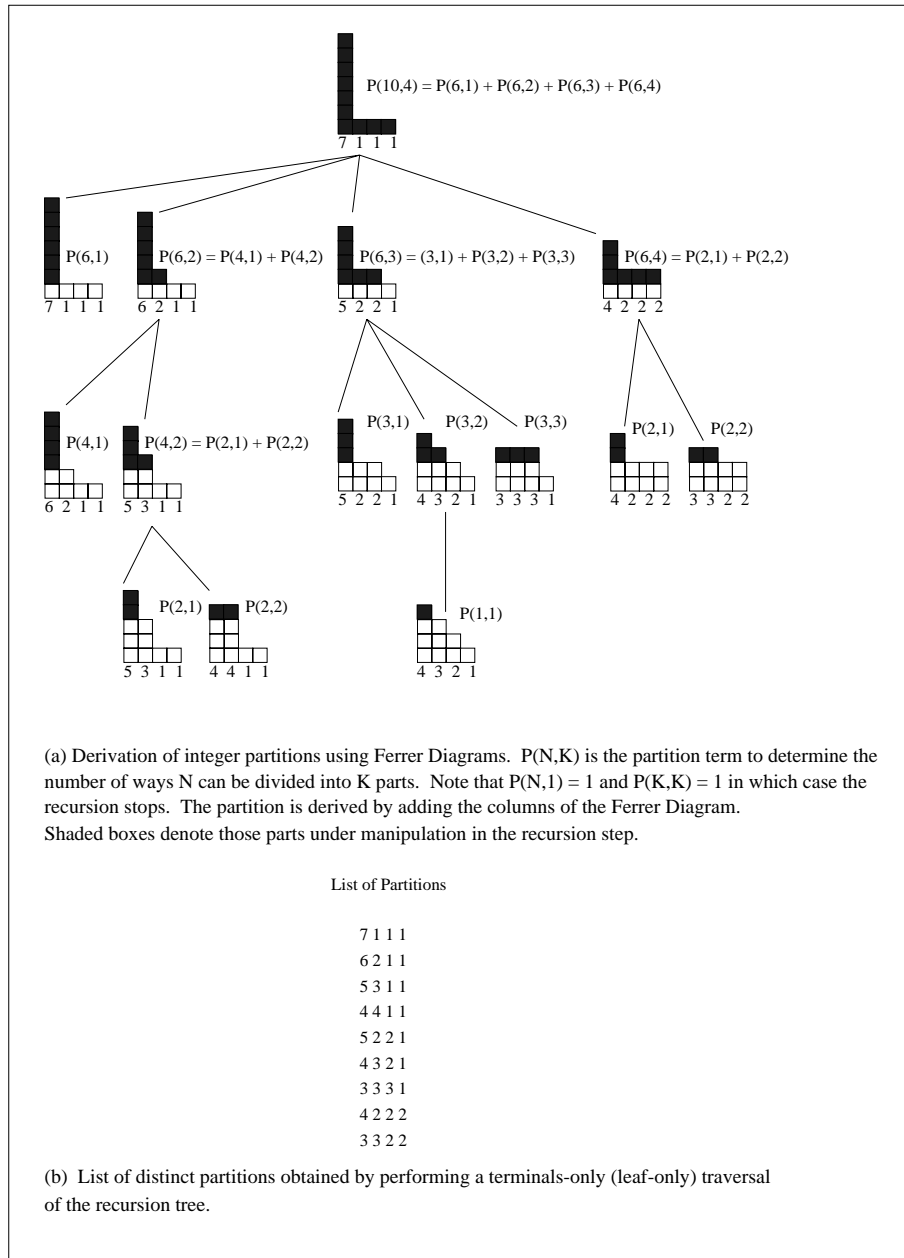 P(10,4) = P(6,1) + P(6,2) + P(6,3) + P(6,4)
7 1 1 1
P(6,1)
P(6,2) = P(4,1) + P(4,2)
P(6,3) = (3,1) + P(3,2) + P(3,3)
P(6,4) = P(2,1) + P(2,2)
7 1 1 1
6 2 1 1
5 2 2 1
4 2 2 2
P(4,1)
P(4,2) = P(2,1) + P(2,2)
P(3,1)
P(3,2)
P(3,3)
P(2,1)
P(2,2)
6 2 1 1
5 3 1 1
5 2 2 1
4 3 2 1
3 3 3 1
4 2 2 2
3 3 2 2
P(2,1)
P(2,2)
P(1,1)
5 3 1 1
4 4 1 1
4 3 2 1
(a) Derivation of integer partitions using Ferrer Diagrams. P(N,K) is the partition term to determine the
number of ways N can be divided into K parts. Note that P(N,1) = 1 and P(K,K) = 1 in which case the
recursion stops. The partition is derived by adding the columns of the Ferrer Diagram.
Shaded boxes denote those parts under manipulation in the recursion step.
List of Partitions
7 1 1 1
6 2 1 1
5 3 1 1
4 4 1 1
5 2 2 1
4 3 2 1
3 3 3 1
4 2 2 2
3 3 2 2
(b) List of distinct partitions obtained by performing a terminals-only (leaf-only) traversal
of the recursion tree.